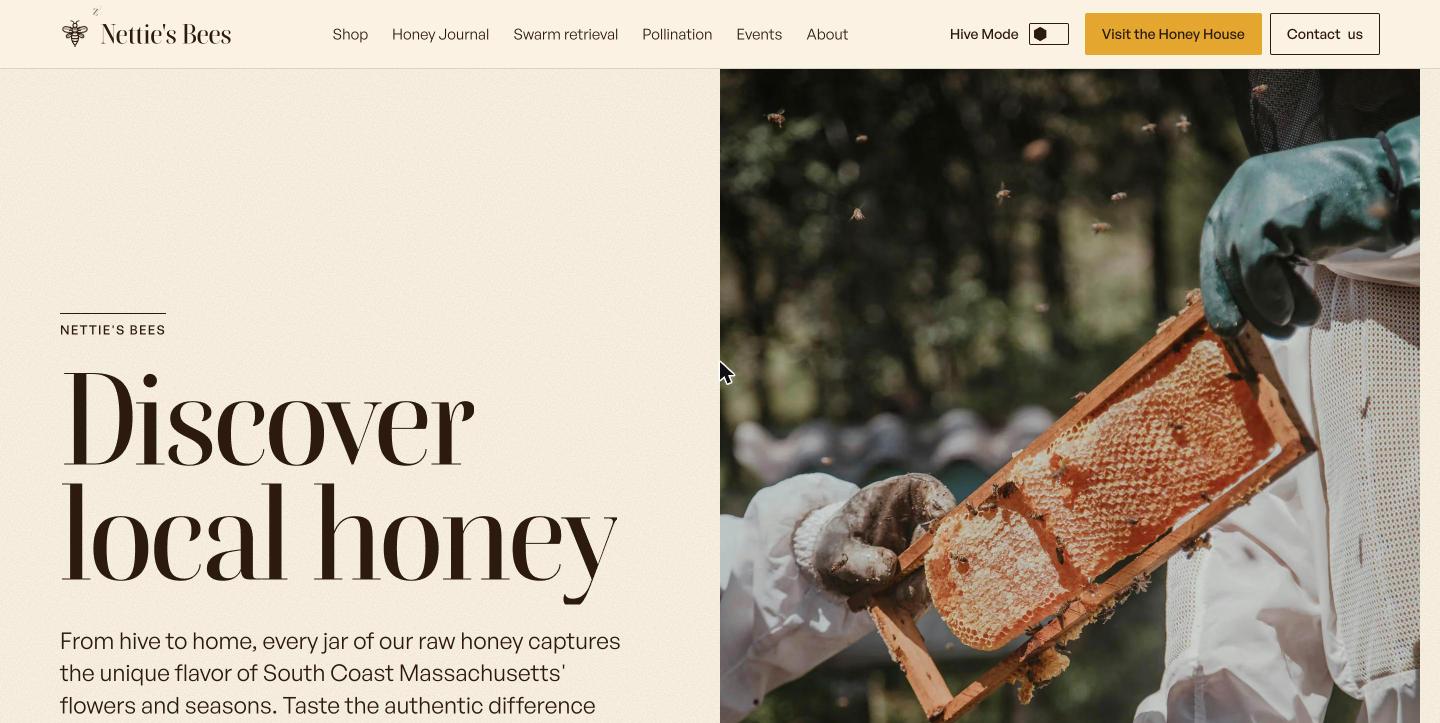 z
Nettie's Bees
Shop
Honey Journal
Swarm retrieval
Pollination
Events
About
Hive Mode
Visit the Honey House
Contact us
NETTIE'S BEES
Discover
local honey
From hive to home, every jar of our raw honey captures
the unique flavor of South Coast Massachusetts'
flowers and seasons. Taste the authentic difference